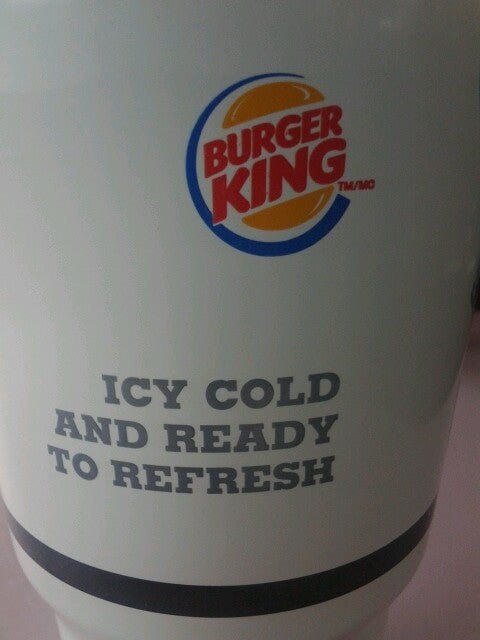 BURGER
KING TM/MC
ICY COLD
AND READY
TO REFRESH